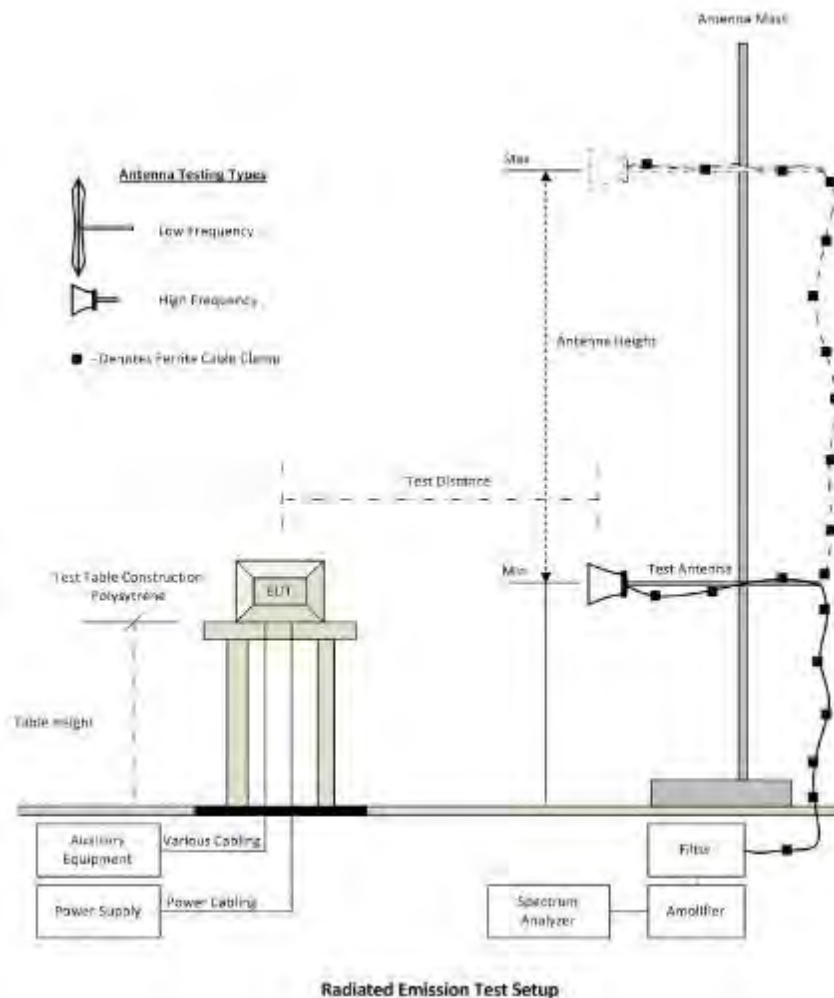 Antenna Mast
Max
Antenna Testing Types
Low Frequency
High Frequency
- Denotes Ferrite Cable Clamp
Antenna Height
Test Distance
Test Table Construction
Polysytrene
EUT
Min
Test Antenna
Table Height
Auxiliary
Equipment
Various Cabling
Filter
Power Supply
Power Cabling
Spectrum
Analyzer
Amplifier
Radiated Emission Test Setup